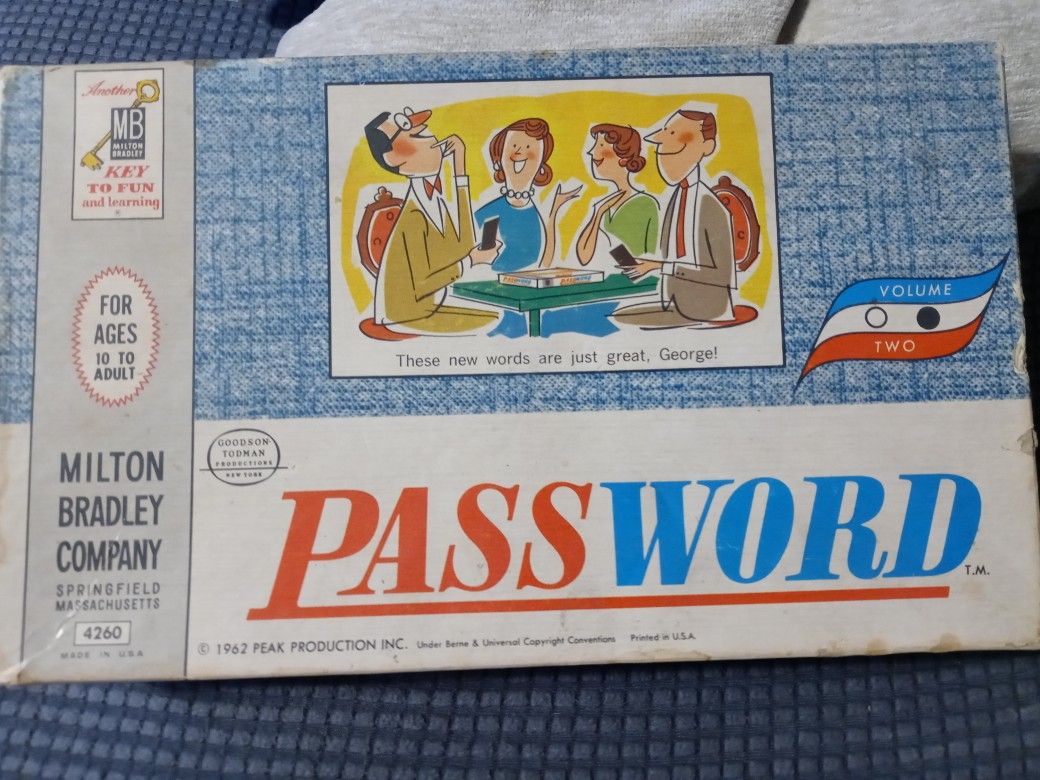 Another
MB
MILTON
BRADLEY
KEY
TO FUN
and learning
FOR
AGES
10 TO
ADULT
MILTON
BRADLEY
COMPANY
SPRINGFIELD
MASSACHUSETTS
4260
MADE IN U.S.A
PASSWORD
PASSWORD
These new words are just great, George!
VOLUME
TWO
GOODSON-
TODMAN
PRODUCTIONS
NEW YORK
PASSWORD T.M.
© 1962 PEAK PRODUCTION INC. Under Berne & Universal Copyright Conventions Printed in U.S.A.